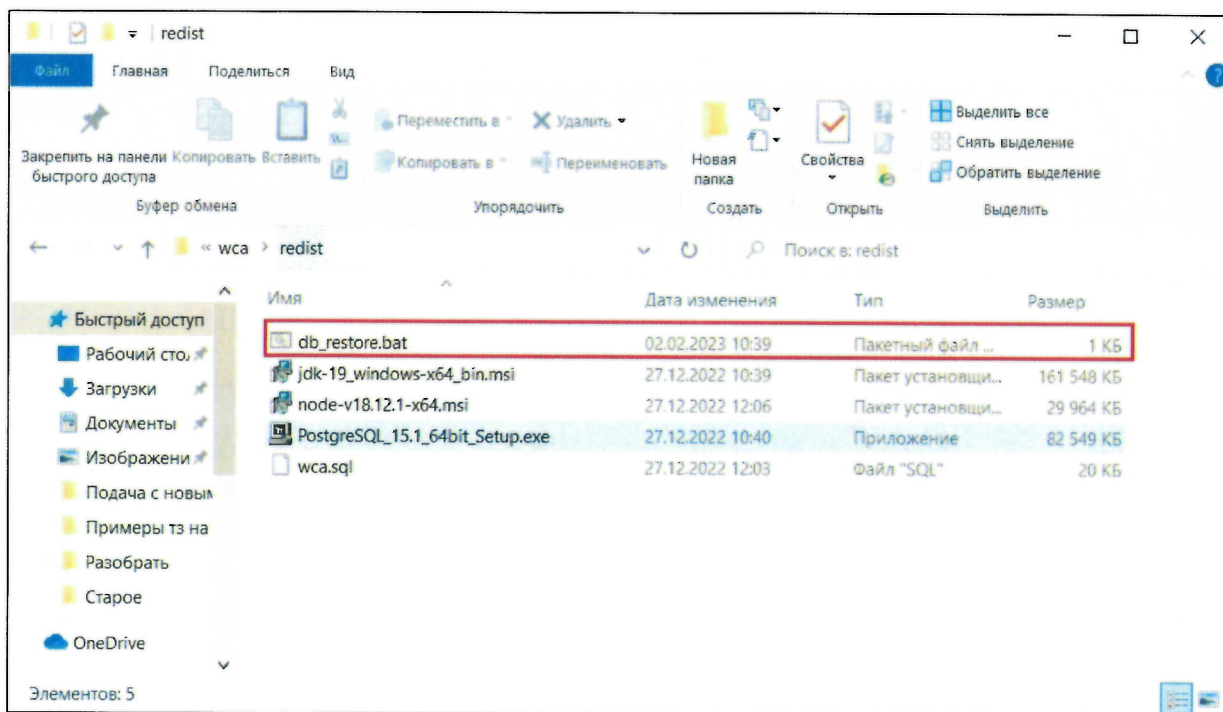 redist
Файл Главная Поделиться Вид
Переместить в Удалить Выделить все
Снять выделение
Закрепить на панели Копировать Вставить Копировать в Переименовать Новая Свойства Обратить выделение
быстрого доступа папка
Буфер обмена Упорядочить Создать Открыть Выделить
« wca > redist Поиск в: redist
Имя Дата изменения Тип Размер
Быстрый доступ
db_restore.bat 02.02.2023 10:39 Пакетный файл ... 1 КБ
Рабочий сто.
jdk-19_windows-x64_bin.msi 27.12.2022 10:39 Пакет установщи... 161 548 КБ
Загрузки
node-v18.12.1-x64.msi 27.12.2022 12:06 Пакет установщи... 29 964 КБ
Документы
PostgreSQL_15.1_64bit_Setup.exe 27.12.2022 10:40 Приложение 82 549 КБ
Изображени
wca.sql 27.12.2022 12:03 Файл "SQL" 20 КБ
Подача с новым
Примеры тз на
Разобрать
Старое
OneDrive
Элементов: 5